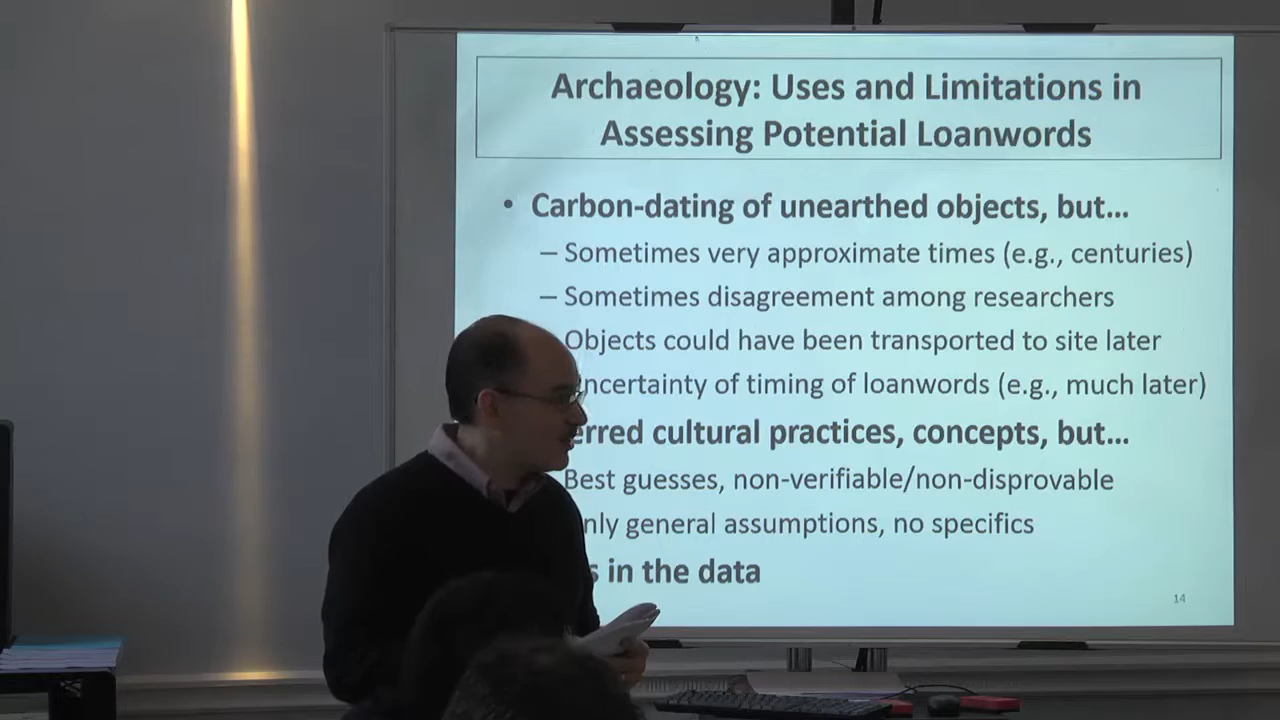 Archaeology: Uses and Limitations in
Assessing Potential Loanwords
• Carbon-dating of unearthed objects, but…
– Sometimes very approximate times (e.g., centuries)
– Sometimes disagreement among researchers
Objects could have been transported to site later
ncertainty of timing of loanwords (e.g., much later)
erred cultural practices, concepts, but…
Best guesses, non-verifiable/non-disprovable
nly general assumptions, no specifics
s in the data
14